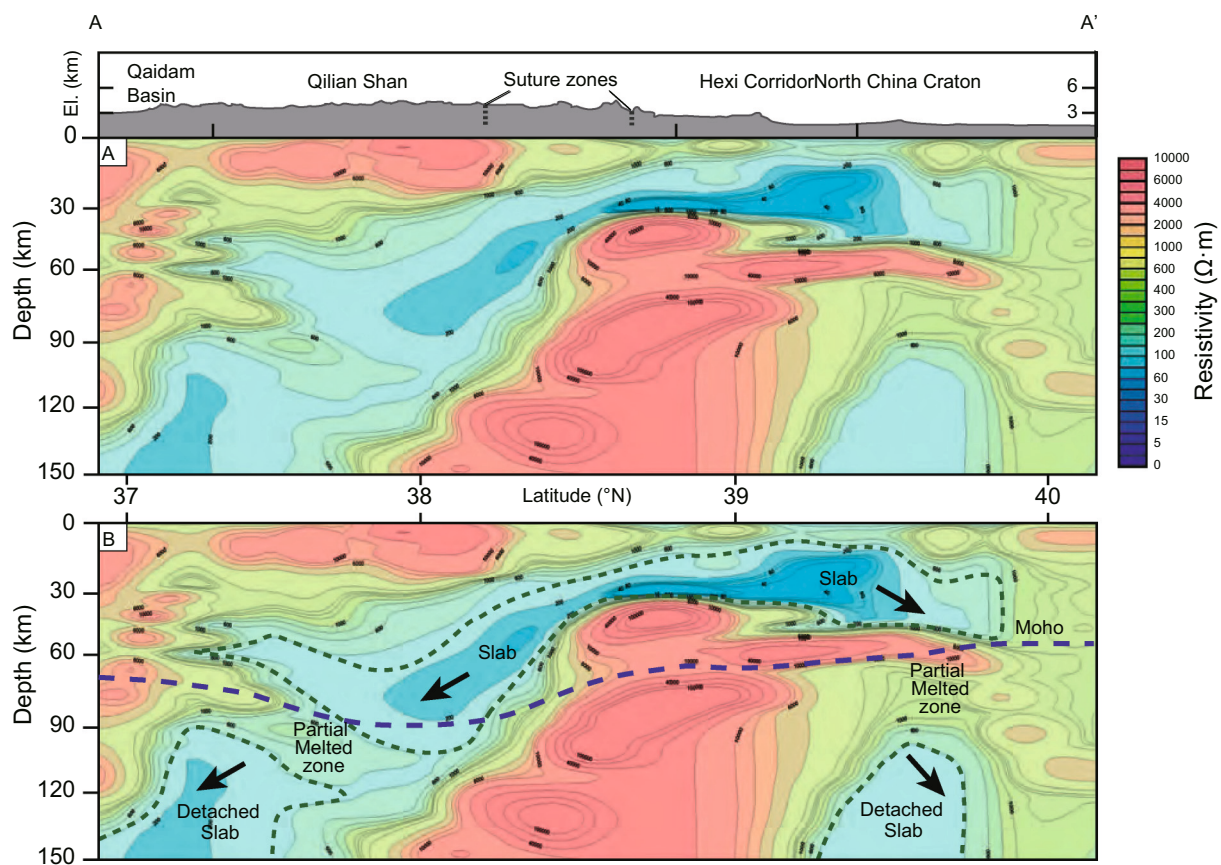 A A'
El. (km)
Qaidam
Basin
Qilian Shan
Suture zones
Hexi CorridorNorth China Craton
6
3
0
A
30
60
90
120
150
Depth (km)
37 38 Latitude (°N) 39 40
10000
6000
4000
2000
1000
600
400
300
200
100
60
30
15
5
0
Resistivity (Ω·m)
0
B
30
60
90
120
150
Depth (km)
Slab
Moho
Slab
Partial
Melted
zone
Partial
Melted
zone
Detached
Slab
Detached
Slab